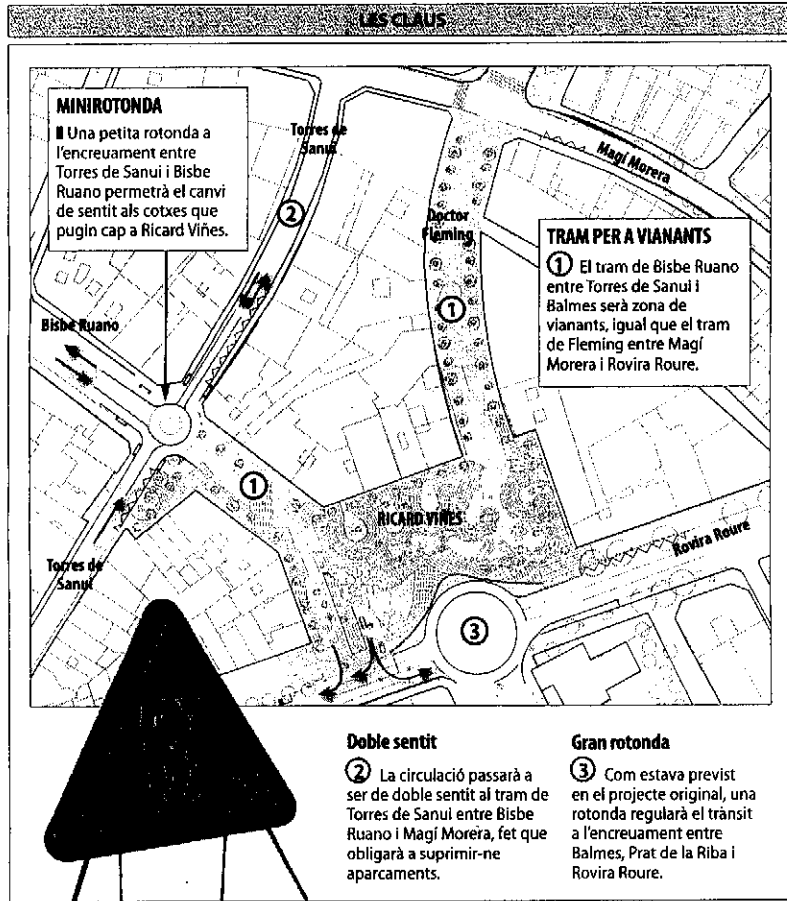 LES CLAUS
MINIROTONDA
Una petita rotonda a
l'encreuament entre
Torres de Sanui i Bisbe
Ruano permetrà el canvi
de sentit als cotxes que
pugin cap a Ricard Viñes.
Torres de
Sanui
2
Magí Morera
Doctor
Fleming
1
TRAM PER A VIANANTS
1 El tram de Bisbe Ruano
entre Torres de Sanui i
Balmes serà zona de
vianants, igual que el tram
de Fleming entre Magí
Morera i Rovira Roure.
Bisbe Ruano
1
RICARD VIÑES
Rovira Roure
Torres de
Sanui
3
Doble sentit
2 La circulació passarà a
ser de doble sentit al tram de
Torres de Sanui entre Bisbe
Ruano i Magí Morera, fet que
obligarà a suprimir-ne
aparcaments.
Gran rotonda
3 Com estava previst
en el projecte original, una
rotonda regularà el trànsit
a l'encreuament entre
Balmes, Prat de la Riba i
Rovira Roure.